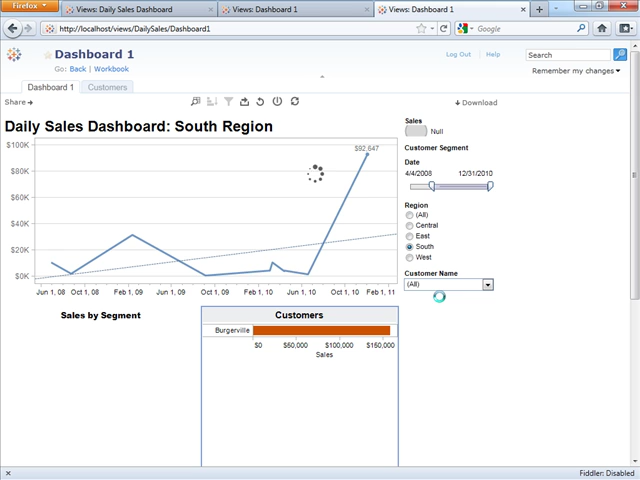 Firefox
Views: Daily Sales Dashboard
Views: Dashboard 1
Views: Dashboard 1
http://localhost/views/DailySales/Dashboard1
Google
Dashboard 1
Go: Back | Workbook
Log Out
Help
Search
Remember my changes
Dashboard 1
Customers
Share
Download
Daily Sales Dashboard: South Region
$100K
$80K
$60K
$40K
$20K
$0K
$92,647
Jun 1, 08
Oct 1, 08
Feb 1, 09
Jun 1, 09
Oct 1, 09
Feb 1, 10
Jun 1, 10
Oct 1, 10
Feb 1, 11
Sales
Null
Customer Segment
Date
4/4/2008
12/31/2010
Region
(All)
Central
East
South
West
Customer Name
(All)
Sales by Segment
Customers
Burgerville
$0
$50,000
$100,000
$150,000
Sales
Fiddler: Disabled